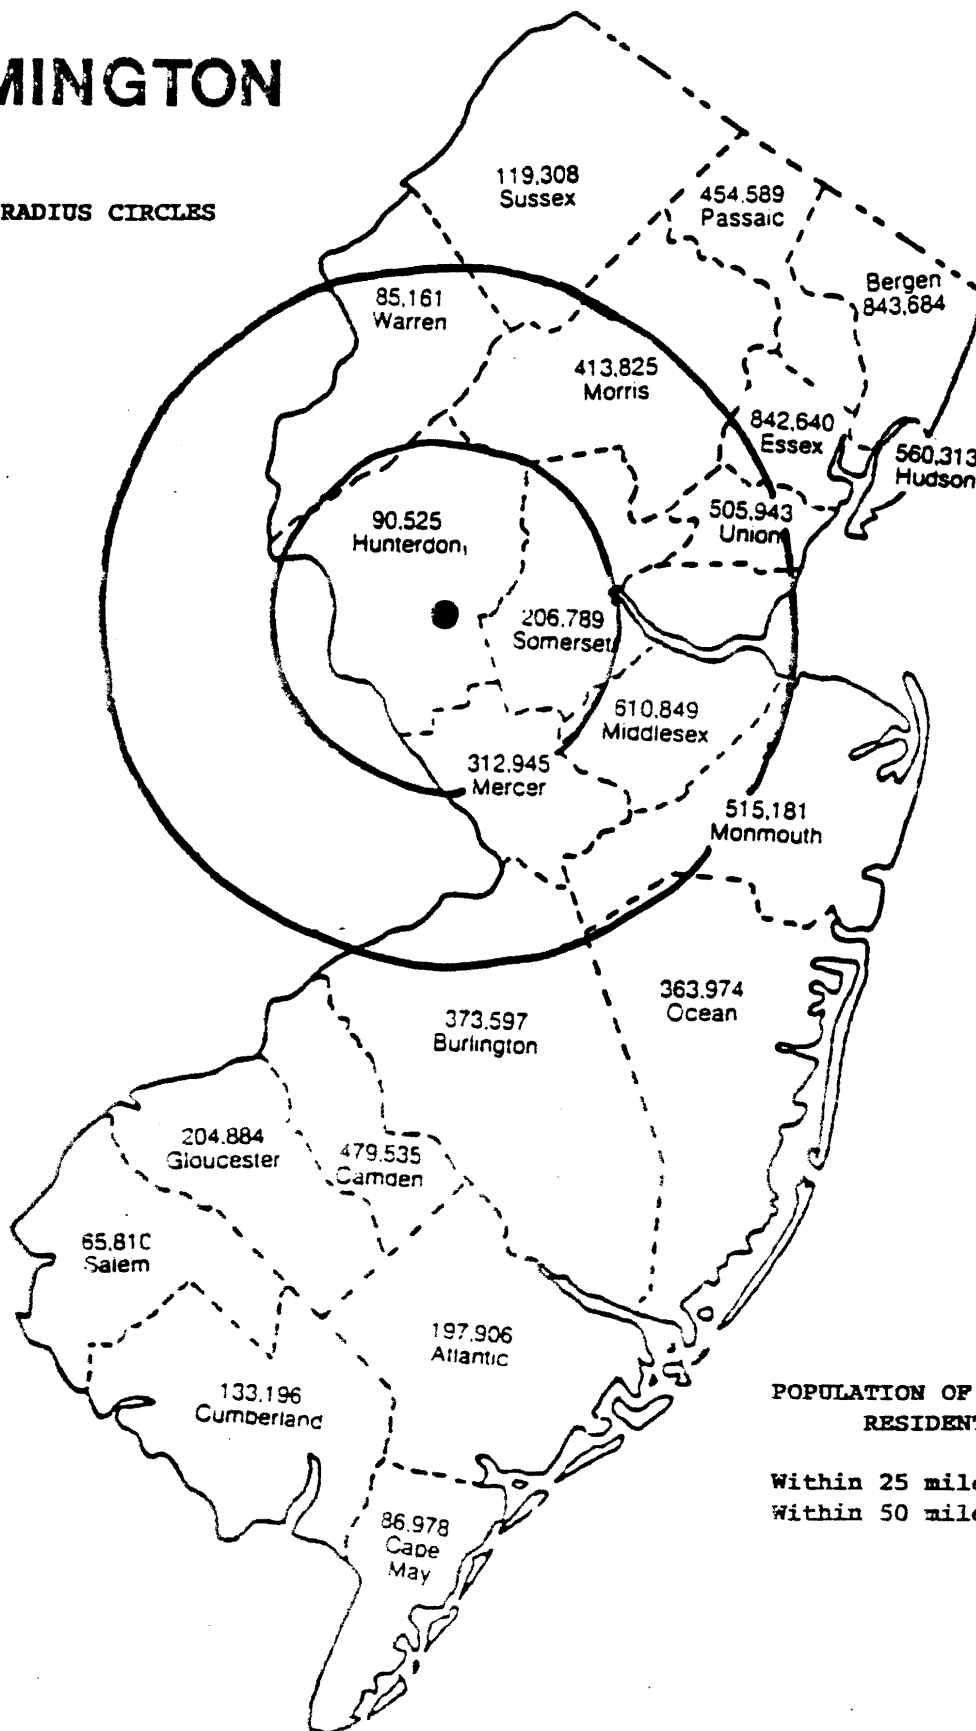 MINGTON
RADIUS CIRCLES
119,308
Sussex
454.589
Passaic
Bergen
843,684
85,161
Warren
413,825
Morris
842,640
Essex
560,313
Hudson
505,943
Union
90.525
Hunterdon
206.789
Somerset
610,849
Middlesex
312,945
Mercer
515,181
Monmouth
363.974
Ocean
373.597
Burlington
204.884
Gloucester
479.535
Camden
65,810
Salem
197,906
Atlantic
133.196
Cumberland
86.978
Cape
May
POPULATION OF
RESIDENT
Within 25 mile
Within 50 mile